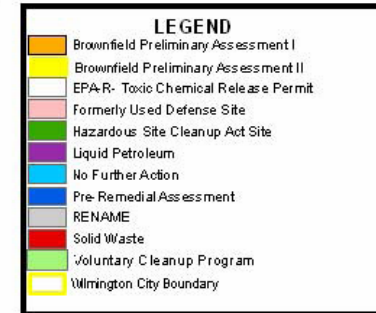 LEGEND
Brownfield Preliminary Assessment I
Brownfield Preliminary Assessment II
EPA-R- Toxic Chemical Release Permit
Formerly Used Defense Site
Hazardous Site Cleanup Act Site
Liquid Petroleum
No Further Action
Pre-Remedial Assessment
RENAME
Solid Waste
Voluntary Cleanup Program
Wilmington City Boundary